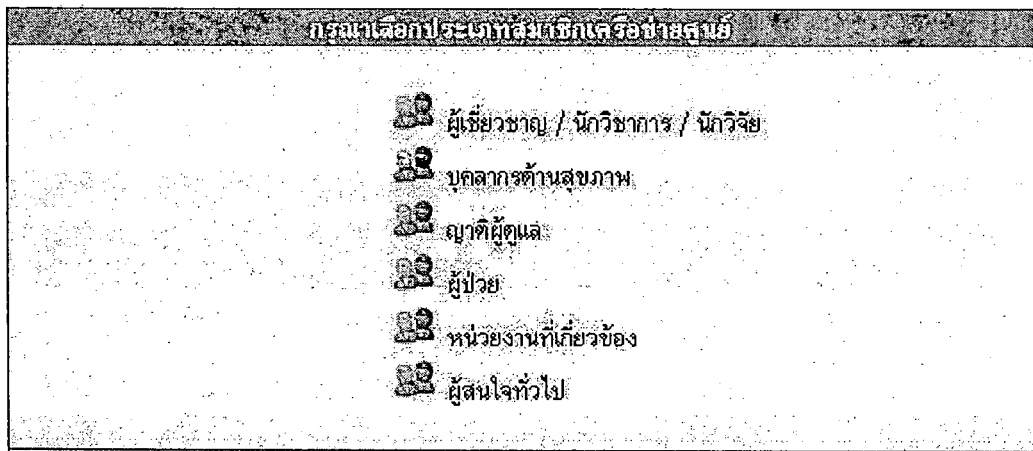 กรุณาเลือกประเภทสมาชิกเครือข่ายศูนย์
ผู้เชี่ยวชาญ / นักวิชาการ / นักวิจัย
บุคลากรด้านสุขภาพ
ญาติผู้ดูแล
ผู้ป่วย
หน่วยงานที่เกี่ยวข้อง
ผู้สนใจทั่วไป